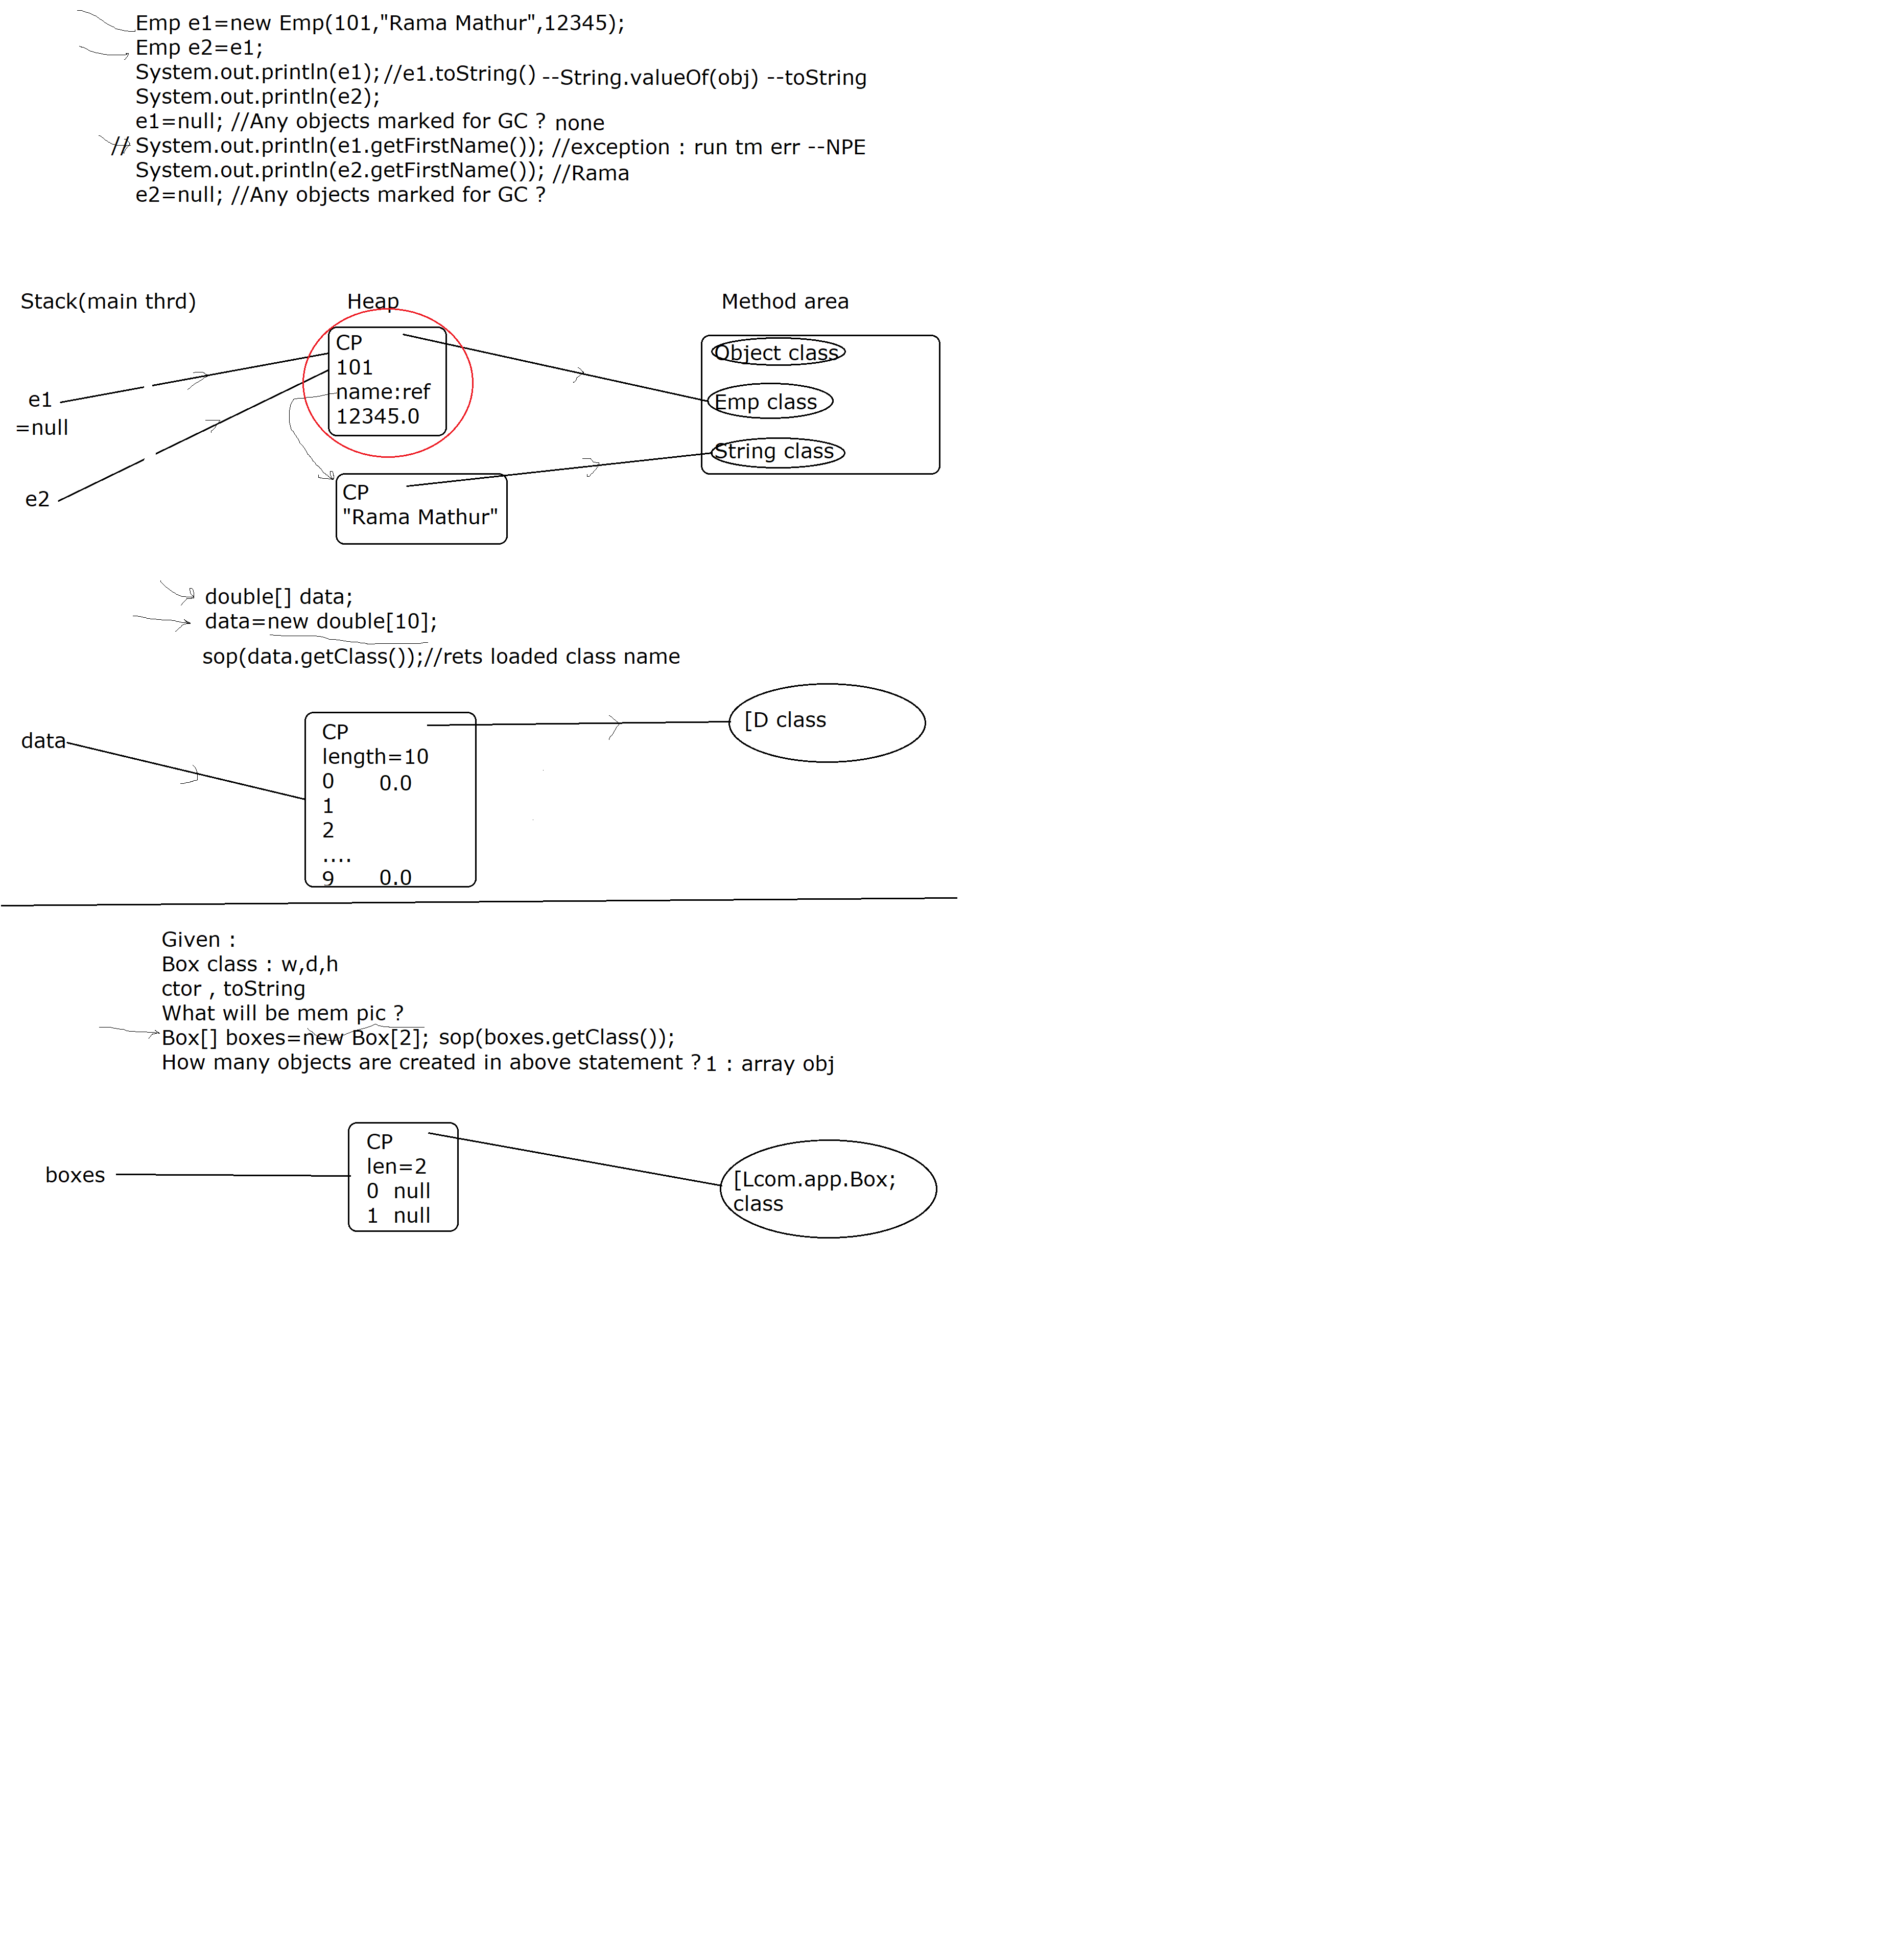 Emp e1=new Emp(101,"Rama Mathur",12345);
Emp e2=e1;
System.out.println(e1); //e1.toString() --String.valueOf(obj) --toString
System.out.println(e2);
e1=null; //Any objects marked for GC ? none
// System.out.println(e1.getFirstName()); //exception : run tm err --NPE
System.out.println(e2.getFirstName()); //Rama
e2=null; //Any objects marked for GC ?
Stack(main thrd) Heap Method area
CP
101
name:ref
12345.0
Object class
Emp class
String class
e1
=null
e2
CP
"Rama Mathur"
double[] data;
data=new double[10];
sop(data.getClass());//rets loaded class name
data
CP
length=10
0 0.0
1
2
....
9 0.0
[D class
Given :
Box class : w,d,h
ctor , toString
What will be mem pic ?
Box[] boxes=new Box[2]; sop(boxes.getClass());
How many objects are created in above statement ? 1 : array obj
boxes
CP
len=2
0 null
1 null
[Lcom.app.Box;
class